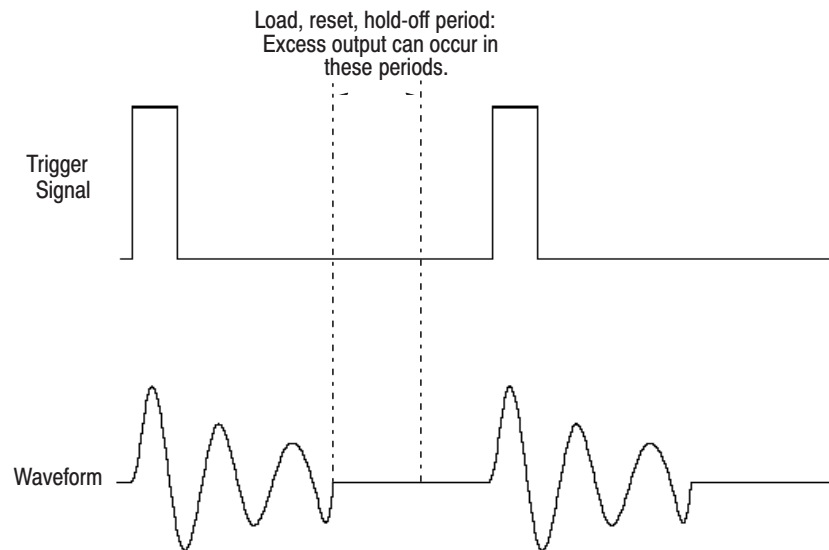 Load, reset, hold-off period:
Excess output can occur in
these periods.
Trigger
Signal
Waveform